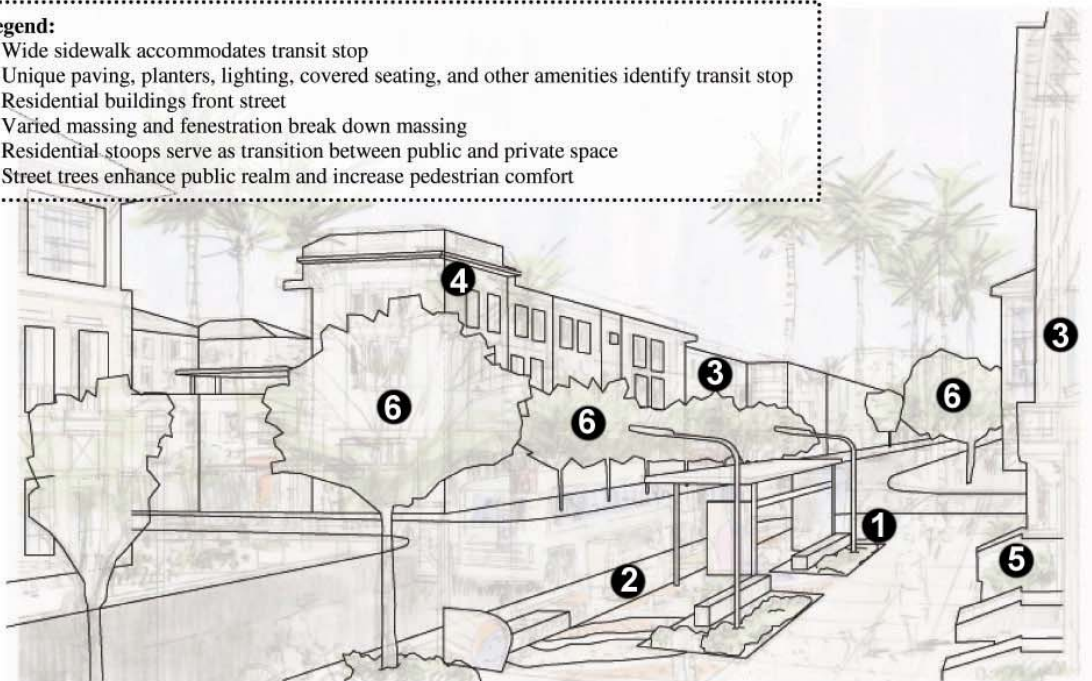 egend:
Wide sidewalk accommodates transit stop
Unique paving, planters, lighting, covered seating, and other amenities identify transit stop
Residential buildings front street
Varied massing and fenestration break down massing
Residential stoops serve as transition between public and private space
Street trees enhance public realm and increase pedestrian comfort
4
3
3
6
6
6
1
2
5